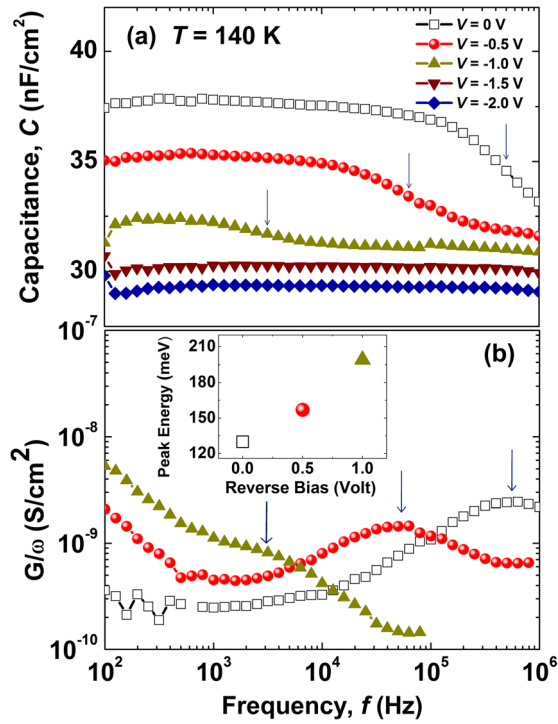 (a) T = 140 K
V = 0 V
V = -0.5 V
V = -1.0 V
V = -1.5 V
V = -2.0 V
Capacitance, C (nF/cm²)
40
35
30
(b)
G/ω (S/cm²)
10⁻⁷
10⁻⁸
10⁻⁹
10⁻¹⁰
Peak Energy (meV)
210
180
150
120
0.0 0.5 1.0
Reverse Bias (Volt)
10² 10³ 10⁴ 10⁵ 10⁶
Frequency, f (Hz)